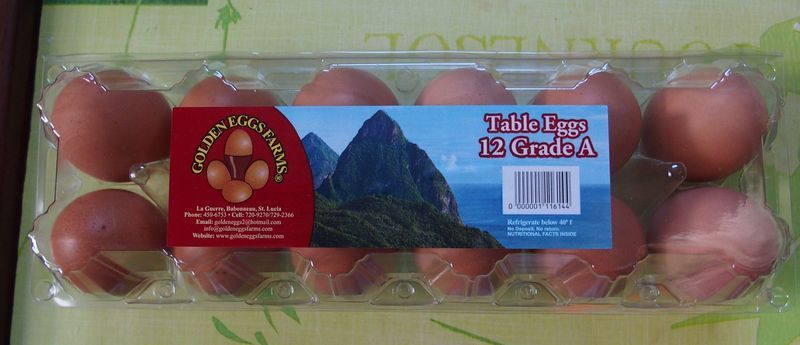 GOLDEN EGGS FARMS®
La Guerre, Babonneau, St. Lucia
Phone: 450-6753 • Cell: 720-9270/729-2366
Email: goldeneggs2@hotmail.com
info@goldeneggsfarms.com
Website: www.goldeneggsfarms.com
Table Eggs
12 Grade A
0 000001 116144
Refrigerate below 40º f
No Deposit, No return.
NUTRITIONAL FACTS INSIDE